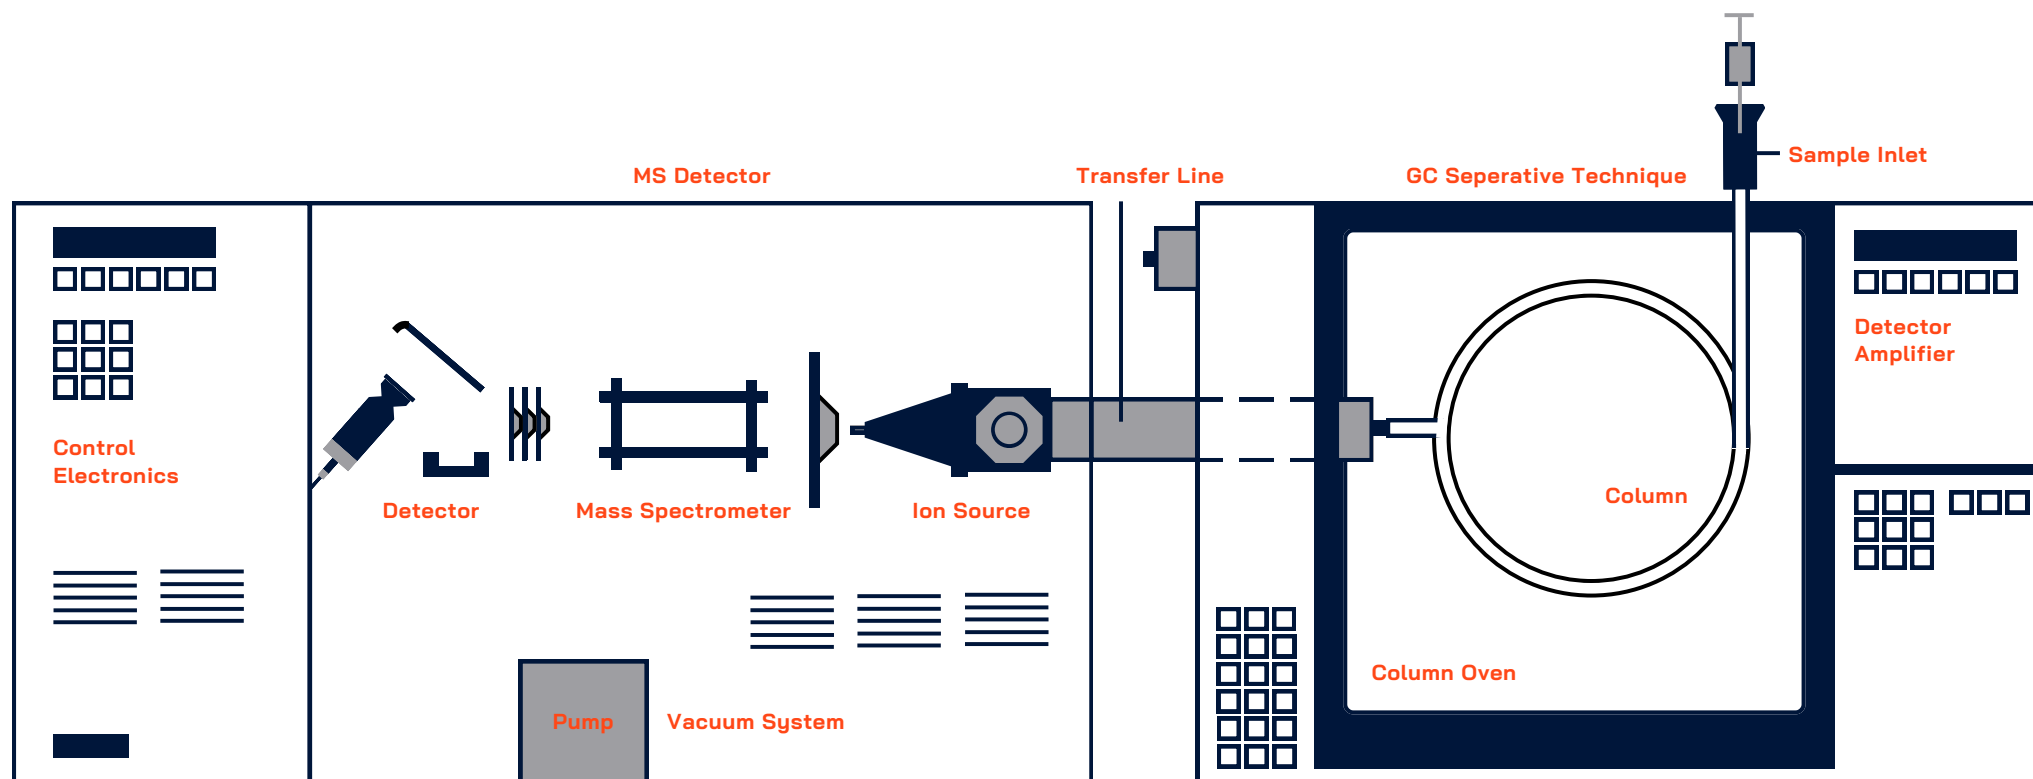 MS Detector
Transfer Line
GC Seperative Technique
Sample Inlet
Control
Electronics
Detector
Mass Spectrometer
Ion Source
Column
Detector
Amplifier
Column Oven
Pump
Vacuum System